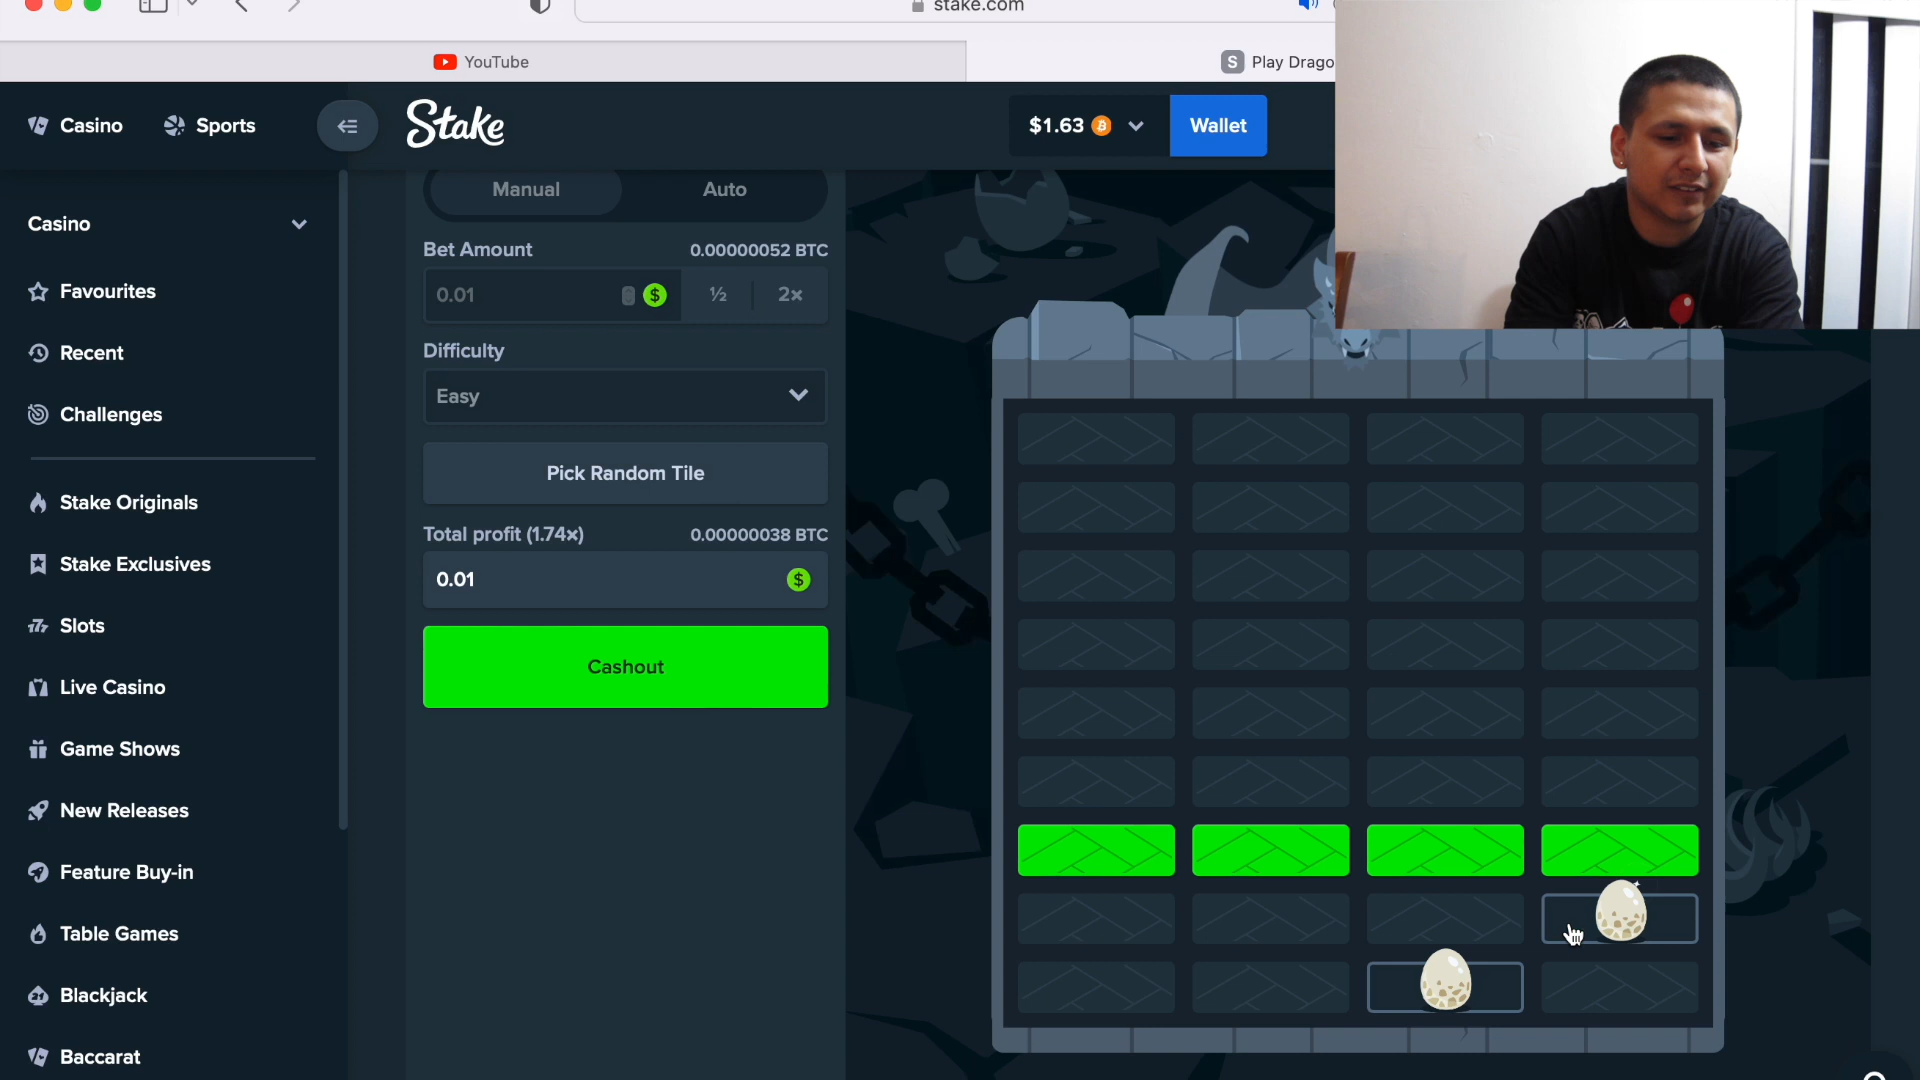 stake.com
YouTube
S Play Drago
Casino
Sports
Stake
$1.63
Wallet
Casino
Favourites
Recent
Challenges
Stake Originals
Stake Exclusives
Slots
Live Casino
Game Shows
New Releases
Feature Buy-in
Table Games
Blackjack
Baccarat
Manual
Auto
Bet Amount
0.00000052 BTC
0.01
$
½
2×
Difficulty
Easy
Pick Random Tile
Total profit (1.74×)
0.00000038 BTC
0.01
$
Cashout